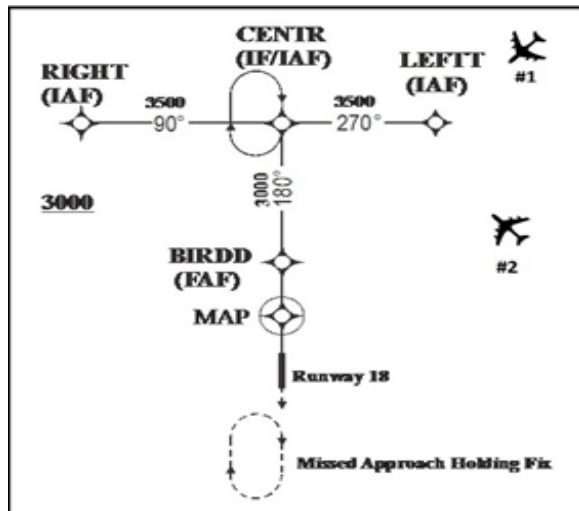 CENTR
(IF/IAF)
RIGHT
(IAF)
LEFTT
(IAF)
#1
3500
90°
3500
270°
3000
3000
180°
#2
BIRDD
(FAF)
MAP
Runway 18
Missed Approach Holding Fix